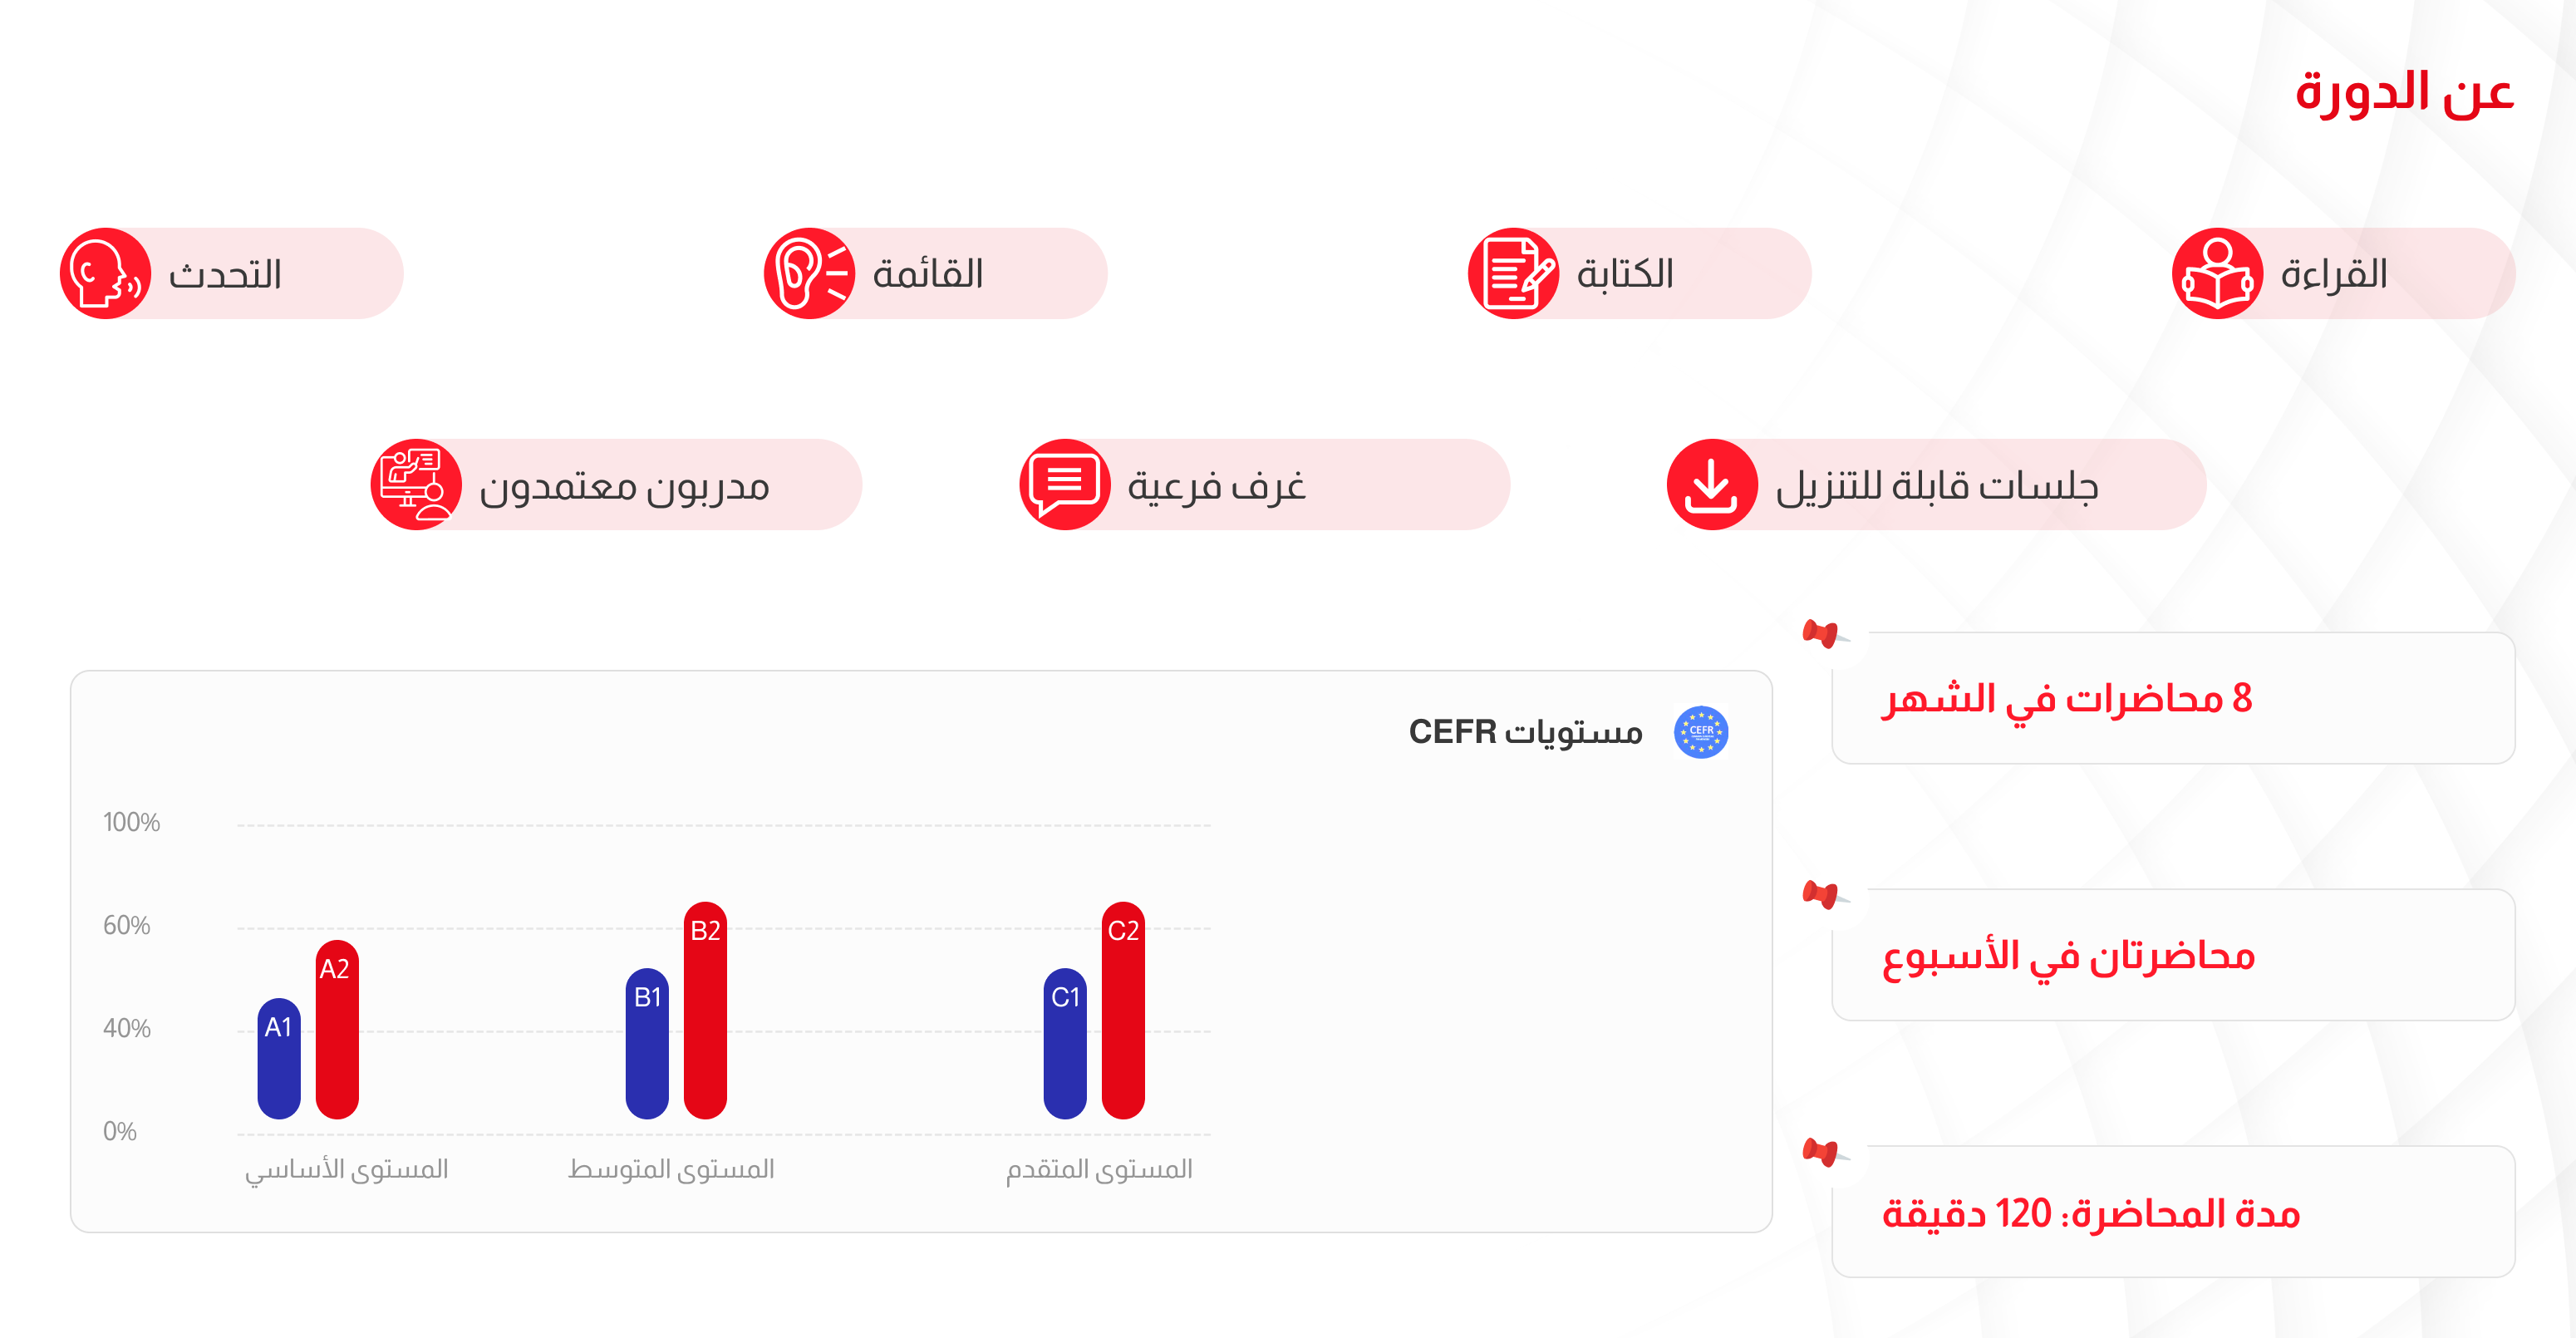 عن الدورة
القراءة
الكتابة
القائمة
التحدث
جلسات قابلة للتنزيل
غرف فرعية
مدربون معتمدون
8 محاضرات في الشهر
محاضرتان في الأسبوع
مدة المحاضرة: 120 دقيقة
CEFR
مستويات CEFR
100%
60%
40%
0%
A1
A2
B1
B2
C1
C2
المستوى الأساسي
المستوى المتوسط
المستوى المتقدم